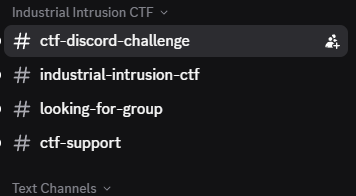 Industrial Intrusion CTF
# ctf-discord-challenge
# industrial-intrusion-ctf
# looking-for-group
# ctf-support
Text Channels